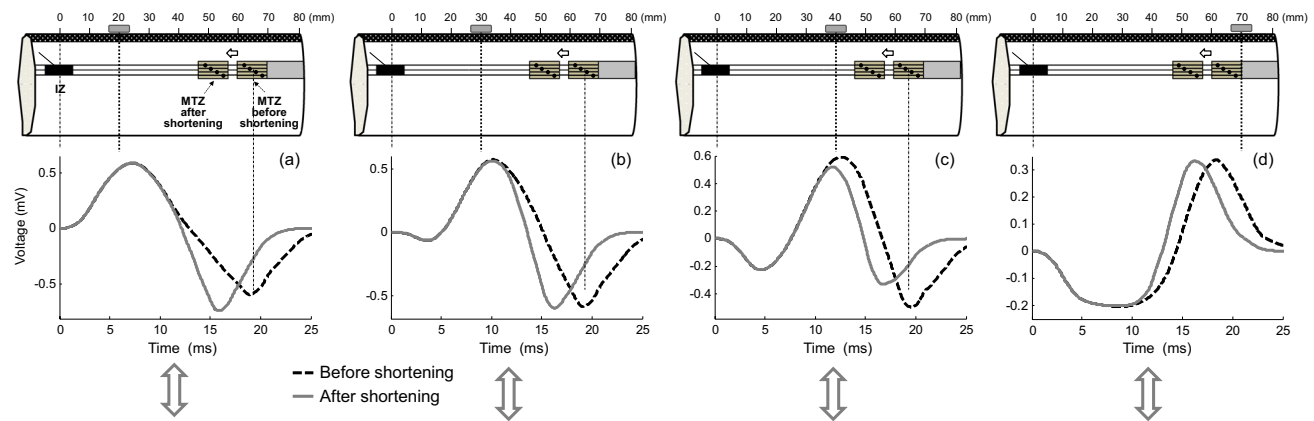 0 10 20 30 40 50 60 70 80 (mm)
0 10 20 30 40 50 60 70 80 (mm)
0 10 20 30 40 50 60 70 80 (mm)
0 10 20 30 40 50 60 70 80 (mm)
IZ
MTZ
after
shortening
MTZ
before
shortening
(a)
(b)
(c)
(d)
Voltage (mV)
0.5
0
-0.5
0.5
0
-0.5
0.6
0.4
0.2
0
-0.2
-0.4
0.3
0.2
0.1
0
-0.1
-0.2
0 5 10 15 20 25
0 5 10 15 20 25
0 5 10 15 20 25
0 5 10 15 20 25
Time (ms)
Time (ms)
Time (ms)
Time (ms)
Before shortening
After shortening